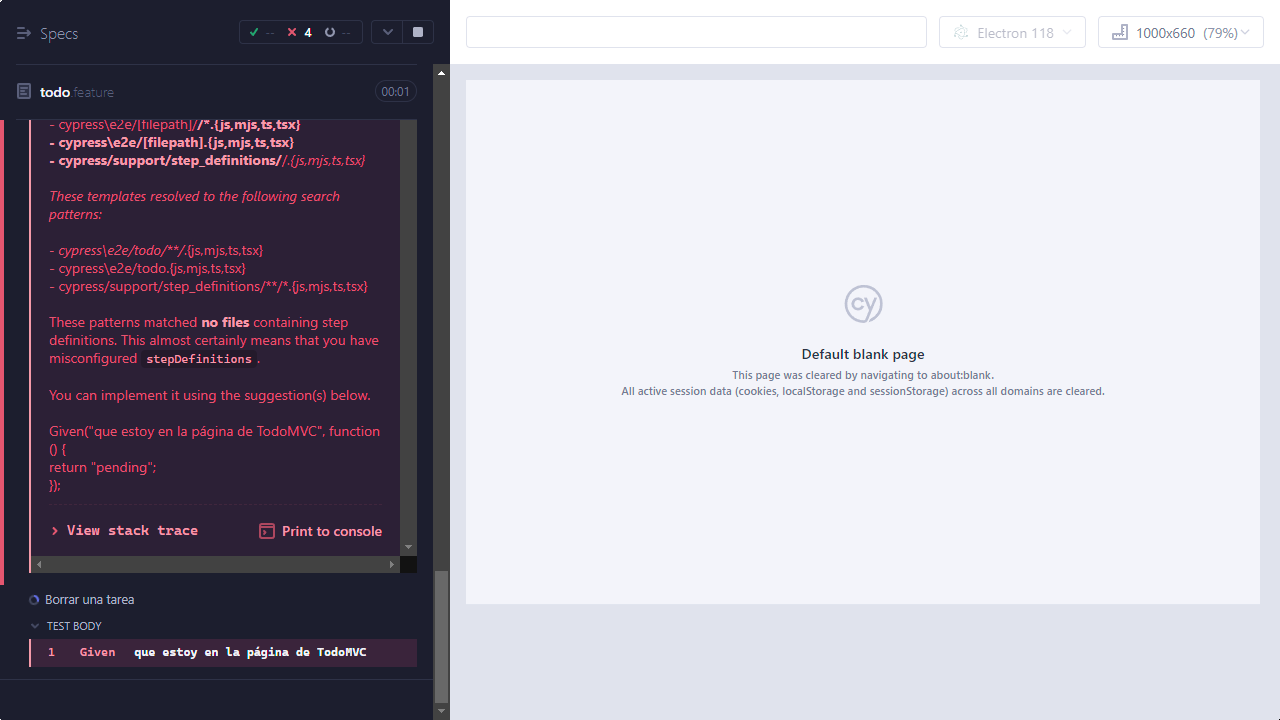 Specs
-- 4 --
todo.feature
00:01
- cypress\e2e/[filepath]//*.{js,mjs,ts,tsx}
- cypress\e2e/[filepath].{js,mjs,ts,tsx}
- cypress/support/step_definitions//.{js,mjs,ts,tsx}
These templates resolved to the following search
patterns:
- cypress\e2e/todo/**/.{js,mjs,ts,tsx}
- cypress\e2e/todo.{js,mjs,ts,tsx}
- cypress/support/step_definitions/**/*.{js,mjs,ts,tsx}
These patterns matched no files containing step
definitions. This almost certainly means that you have
misconfigured stepDefinitions.
You can implement it using the suggestion(s) below.
Given("que estoy en la página de TodoMVC", function
() {
return "pending";
});
View stack trace
Print to console
Borrar una tarea
TEST BODY
1 Given que estoy en la página de TodoMVC
Electron 118
1000x660 (79%)
cy
Default blank page
This page was cleared by navigating to about:blank.
All active session data (cookies, localStorage and sessionStorage) across all domains are cleared.